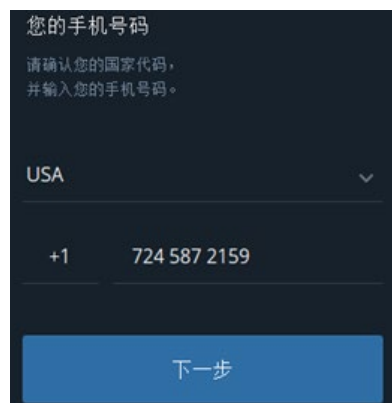 您的手机号码
请确认您的国家代码，
并输入您的手机号码。
USA
+1 724 587 2159
下一步